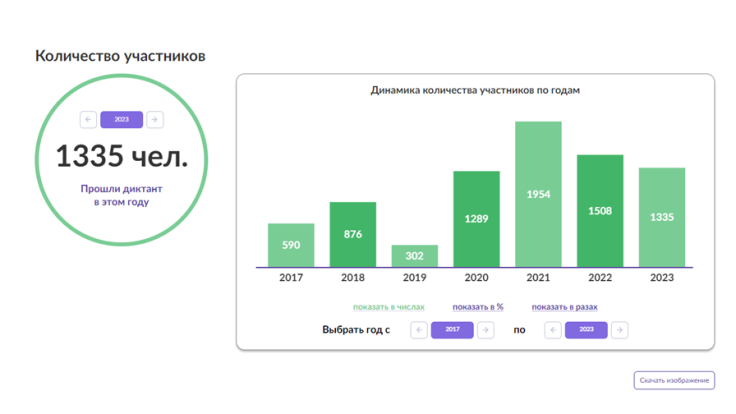 Количество участников
2023
1335 чел.
Прошли диктант
в этом году
Динамика количества участников по годам
590
876
302
1289
1954
1508
1335
2017 2018 2019 2020 2021 2022 2023
показать в числах показать в % показать в разах
Выбрать год с 2017 по 2023
Скачать изображение